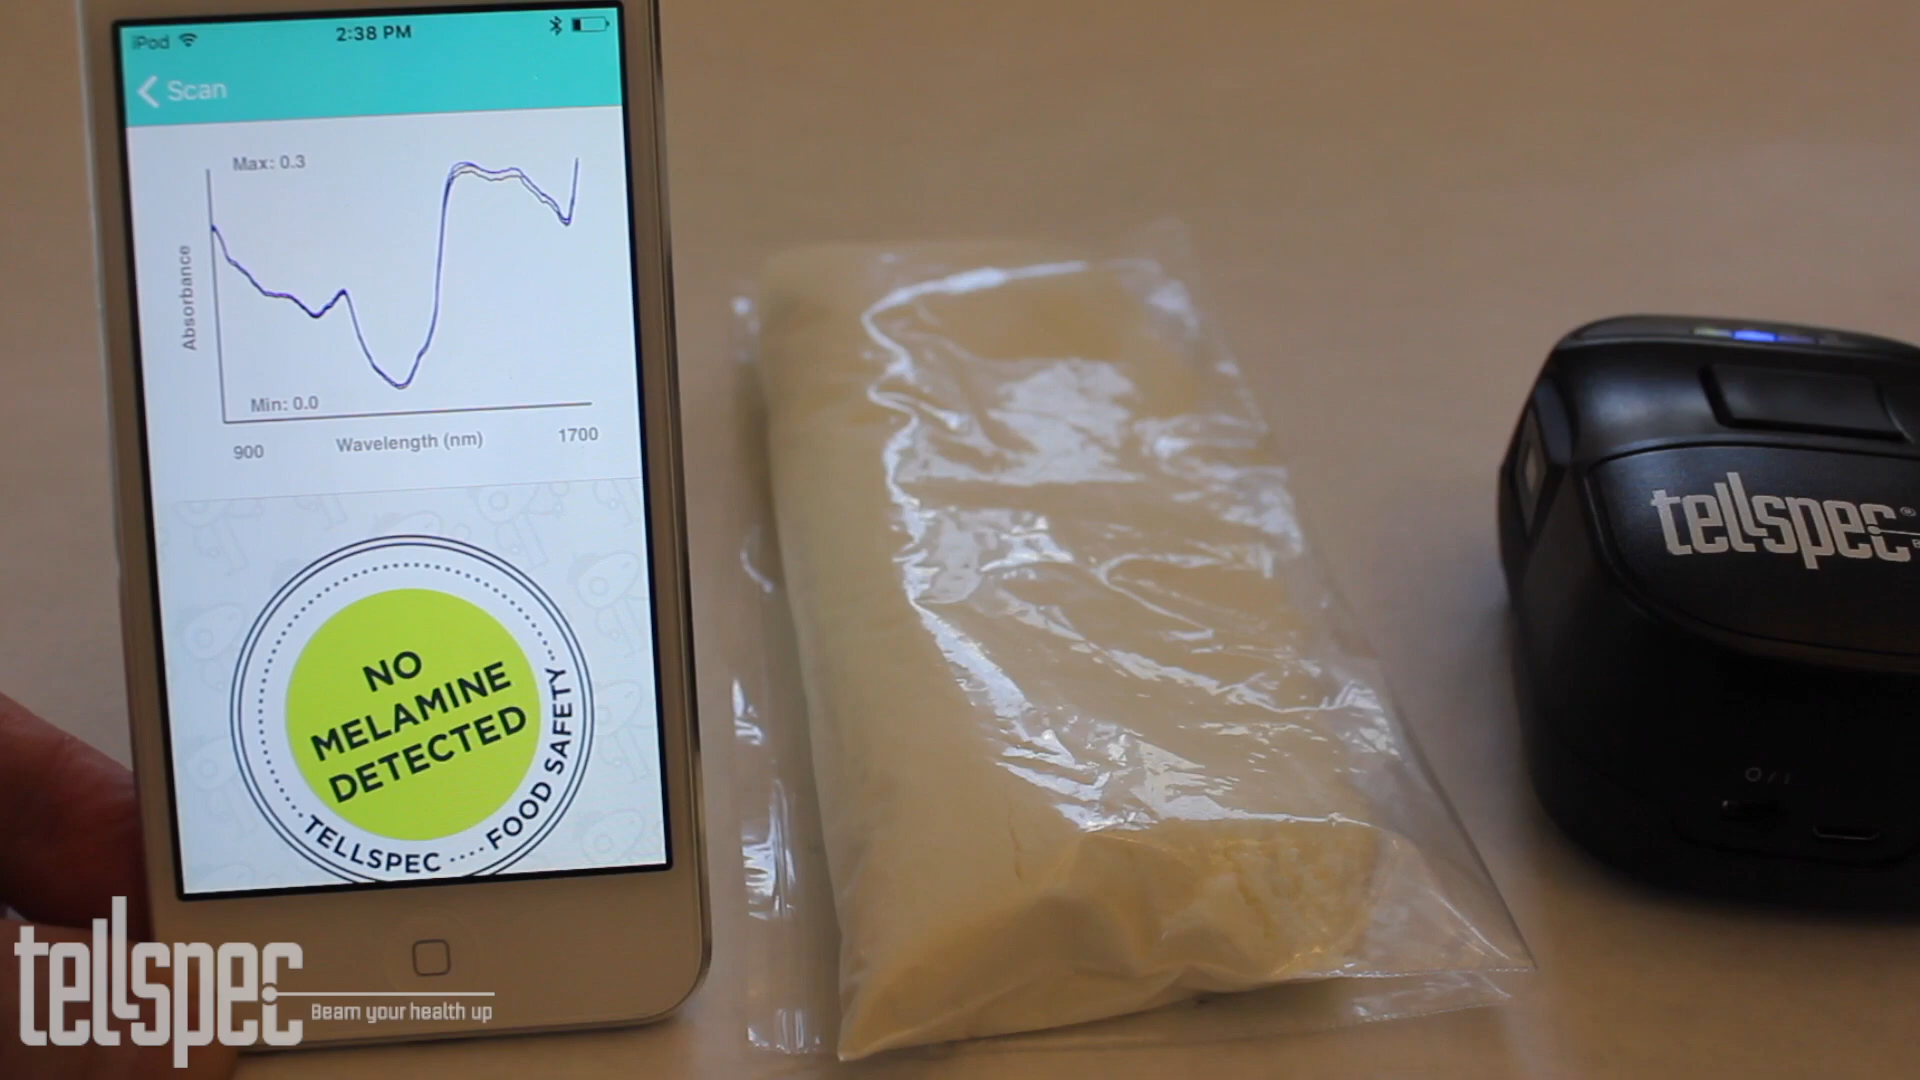 iPod
2:38 PM
Scan
Max: 0.3
Absorbance
Min: 0.0
900
Wavelength (nm)
1700
NO
MELAMINE
DETECTED
TELLSPEC ···· FOOD SAFETY
tellspec®
O/I
tellspec
Beam your health up